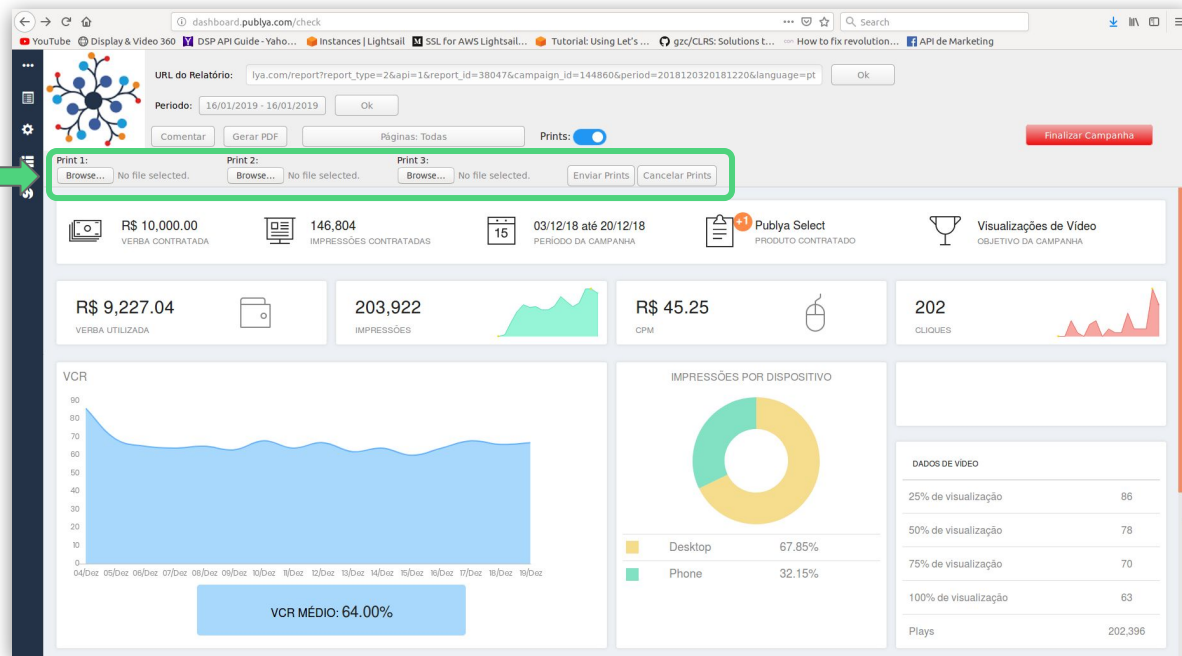 dashboard.publya.com/check
Search
YouTube Display & Video 360 DSP API Guide - Yaho... Instances | Lightsail SSL for AWS Lightsail... Tutorial: Using Let's ... gzc/CLRS: Solutions t... How to fix revolution... API de Marketing
URL do Relatório: lya.com/report?report_type=2&api=1&report_id=38047&campaign_id=144860&period=2018120320181220&language=pt Ok
Periodo: 16/01/2019 - 16/01/2019 Ok
Comentar Gerar PDF Páginas: Todas Prints: Finalizar Campanha
Print 1: Print 2: Print 3:
Browse... No file selected. Browse... No file selected. Browse... No file selected. Enviar Prints Cancelar Prints
R$ 10,000.00 146,804 03/12/18 até 20/12/18 +1 Publya Select Visualizações de Vídeo
VERBA CONTRATADA IMPRESSÕES CONTRATADAS 15 PERÍODO DA CAMPANHA PRODUTO CONTRATADO OBJETIVO DA CAMPANHA
R$ 9,227.04 203,922 R$ 45.25 202
VERBA UTILIZADA IMPRESSÕES CPM CLIQUES
VCR
90
80
70
60
50
40
30
20
10
0
04/Dez 05/Dez 06/Dez 07/Dez 08/Dez 09/Dez 10/Dez 11/Dez 12/Dez 13/Dez 14/Dez 15/Dez 16/Dez 17/Dez 18/Dez 19/Dez
VCR MÉDIO: 64.00%
IMPRESSÕES POR DISPOSITIVO
Desktop 67.85%
Phone 32.15%
DADOS DE VÍDEO
25% de visualização 86
50% de visualização 78
75% de visualização 70
100% de visualização 63
Plays 202,396